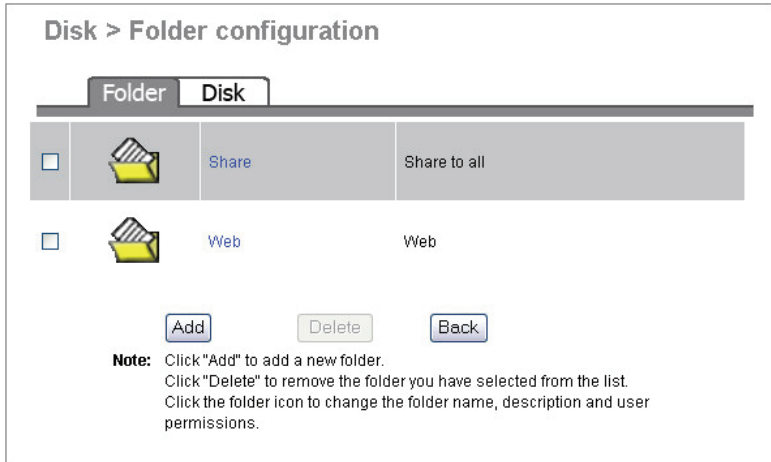 Disk > Folder configuration
Folder Disk
Share Share to all
Web Web
Add Delete Back
Note: Click "Add" to add a new folder.
Click "Delete" to remove the folder you have selected from the list.
Click the folder icon to change the folder name, description and user
permissions.